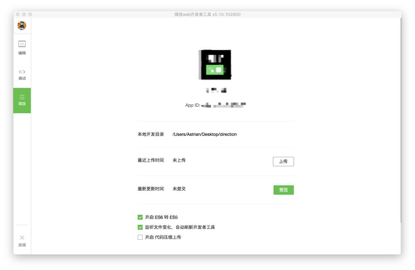 微信web开发者工具 v0.10.102800
编辑
调试
项目
关闭
App ID:
本地开发目录 /Users/Astrian/Desktop/direction
最近上传时间 未上传 上传
最新更新时间 未提交 预览
开启 ES6 转 ES5
监听文件变化，自动刷新开发者工具
开启 代码压缩上传